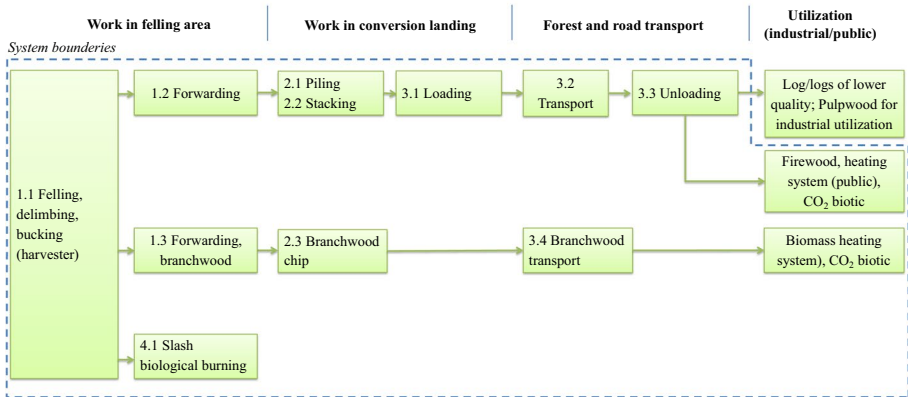 Work in felling area
Work in conversion landing
Forest and road transport
Utilization
(industrial/public)
System bounderies
1.1 Felling,
delimbing,
bucking
(harvester)
1.2 Forwarding
2.1 Piling
2.2 Stacking
3.1 Loading
3.2
Transport
3.3 Unloading
Log/logs of lower
quality; Pulpwood for
industrial utilization
Firewood, heating
system (public),
CO₂ biotic
1.3 Forwarding,
branchwood
2.3 Branchwood
chip
3.4 Branchwood
transport
Biomass heating
system), CO₂ biotic
4.1 Slash
biological burning